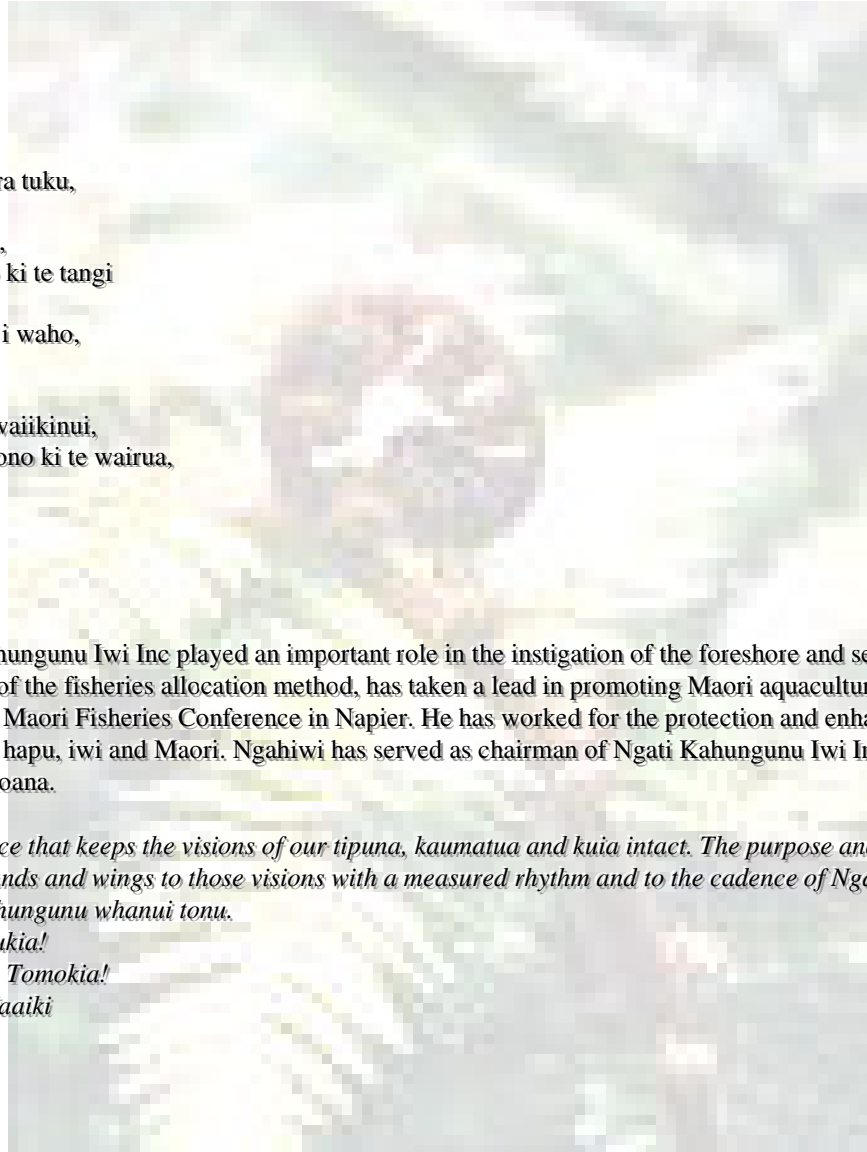 ra tuku,
,
ki te tangi
i waho,
vaiikinui,
ono ki te wairua,
hungunu Iwi Inc played an important role in the instigation of the foreshore and se
of the fisheries allocation method, has taken a lead in promoting Maori aquacultur
Maori Fisheries Conference in Napier. He has worked for the protection and enha
hapu, iwi and Maori. Ngahiwi has served as chairman of Ngati Kahungunu Iwi In
oana.
ce that keeps the visions of our tipuna, kaumatua and kuia intact. The purpose and
nds and wings to those visions with a measured rhythm and to the cadence of Nga
hungunu whanui tonu.
ukia!
Tomokia!
aaiki